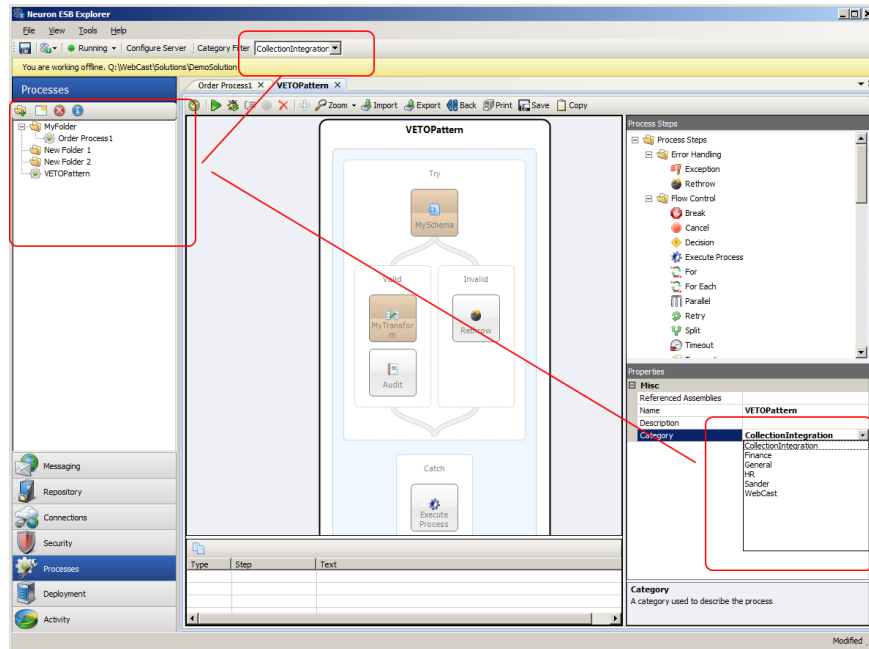 Neuron ESB Explorer
File View Tools Help
Running Configure Server Category Filter CollectionIntegration
You are working offline. Q:\WebCast\Solutions\DemoSolution
Processes
Order Process1 VETOPattern
Zoom Import Export Back Print Save Copy
MyFolder
Order Process1
New Folder 1
New Folder 2
VETOPattern
VETOPattern
Try
MySchema
Valid
Invalid
MyTransfor
m
Rethrow
Audit
Catch
Execute
Process
Process Steps
Process Steps
Error Handling
Exception
Rethrow
Flow Control
Break
Cancel
Decision
Execute Process
For
For Each
Parallel
Retry
Split
Timeout
Properties
Misc
Referenced Assemblies
Name VETOPattern
Description
Category CollectionIntegration
CollectionIntegration
Finance
General
HR
Sander
WebCast
Category
A category used to describe the process
Messaging
Repository
Connections
Security
Processes
Deployment
Activity
Type Step Text
Modified